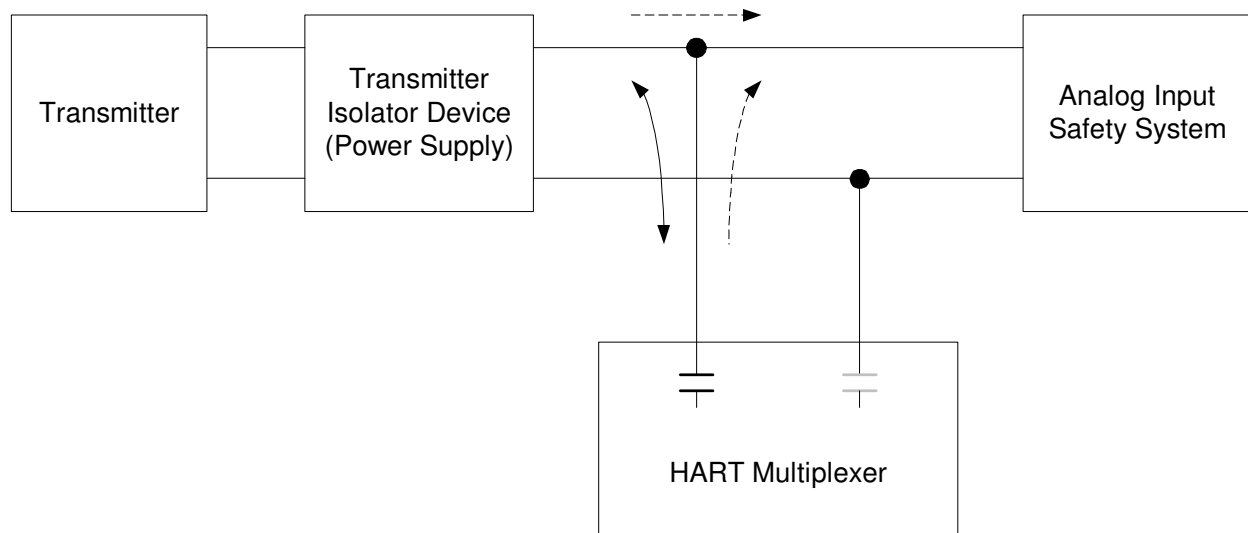 Transmitter
Transmitter
Isolator Device
(Power Supply)
Analog Input
Safety System
HART Multiplexer